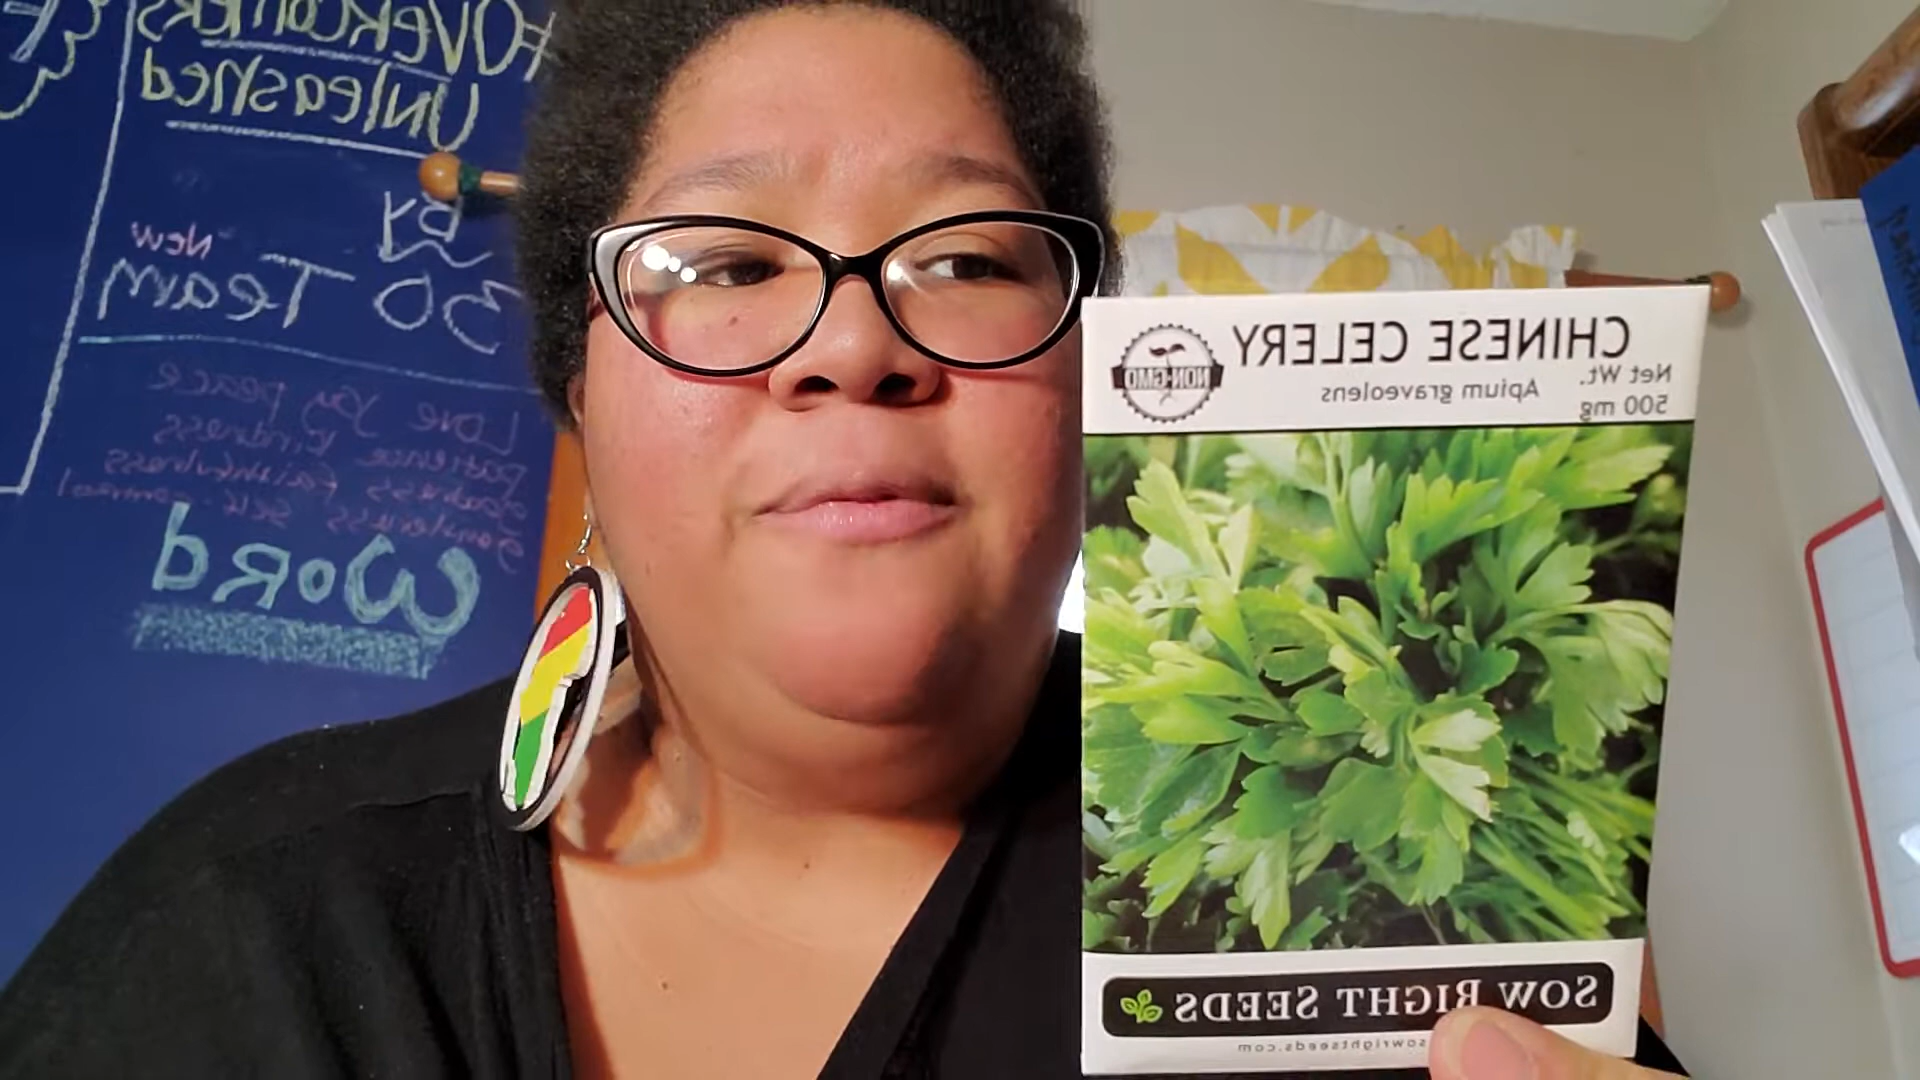 #OVERCOMERS
UNLEASHED
By
30 TEAM
New
Love Joy peace
patience kindness
goodness faithfulness
gentleness self-control
WORD
CHINESE CELERY
Net Wt.
500 mg
Apium graveolens
NON-GMO
SOW RIGHT SEEDS
sowrightseeds.com